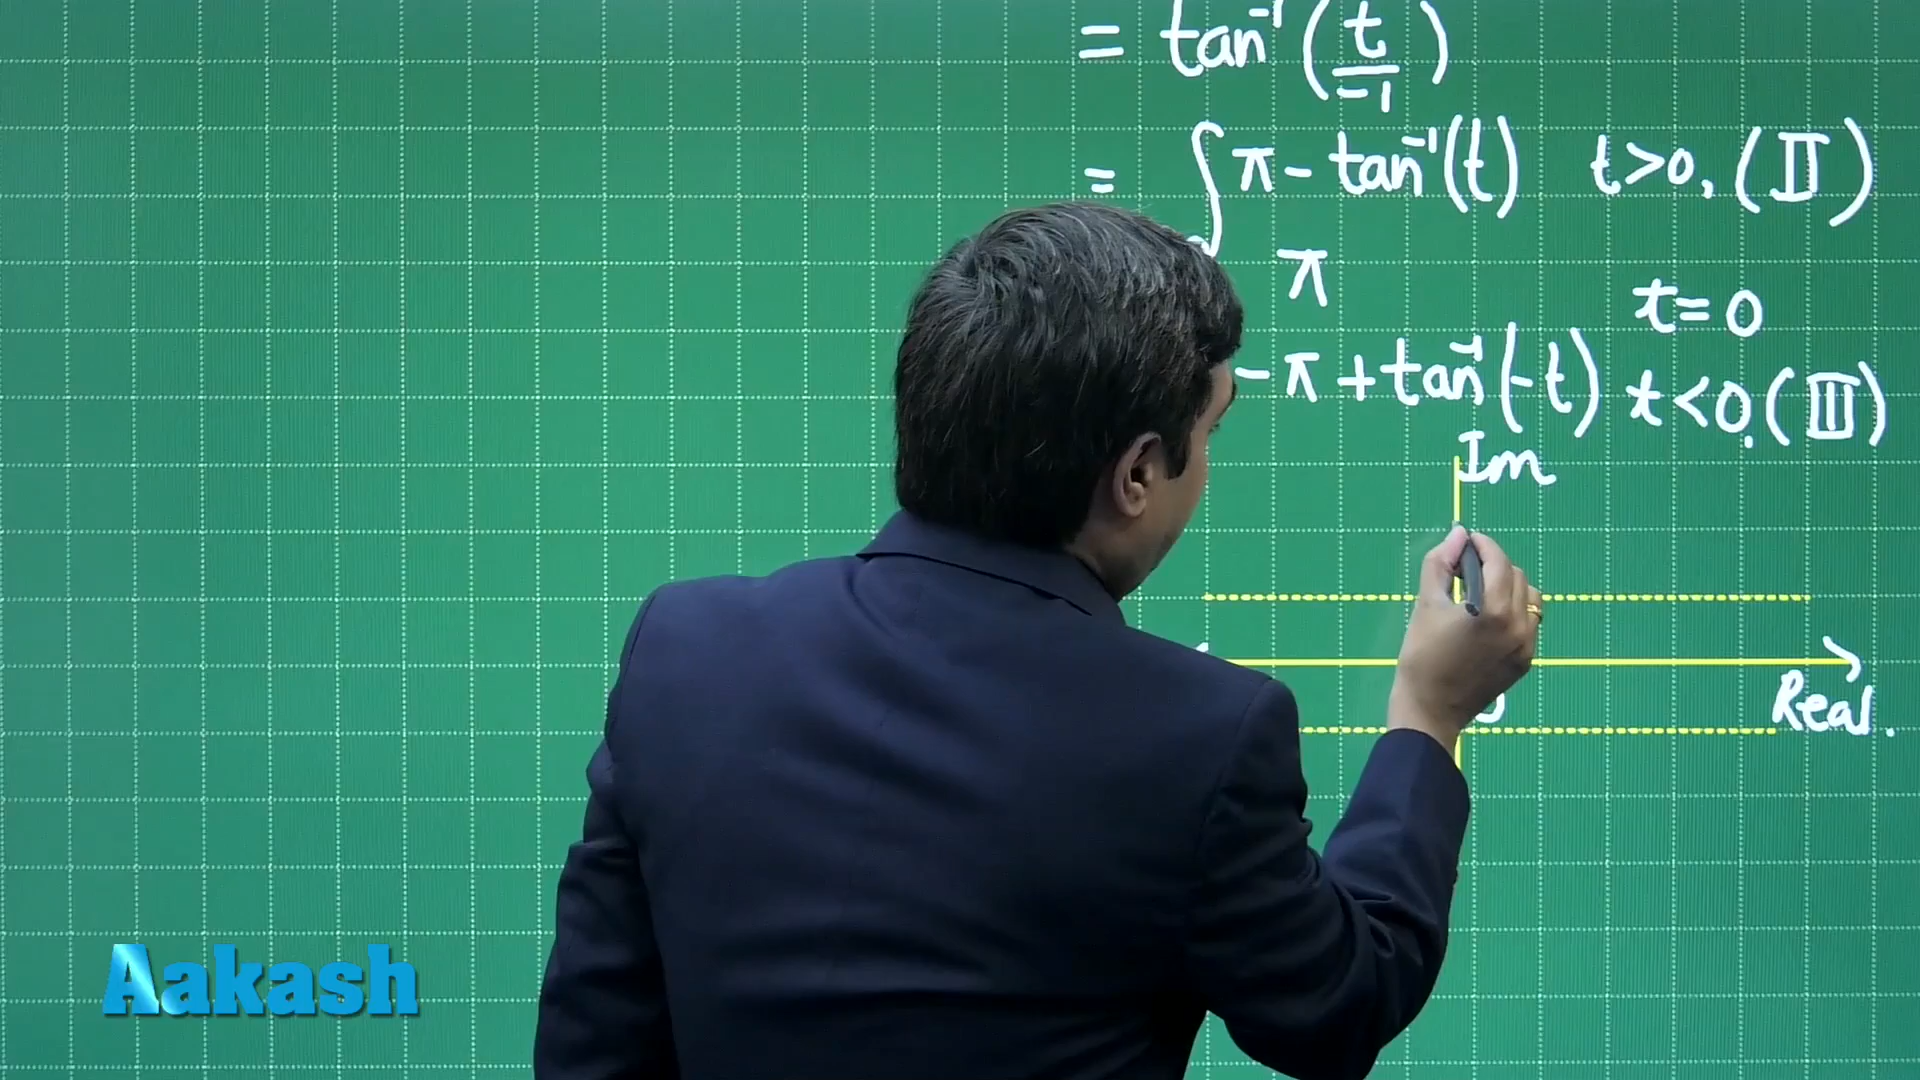 = tan⁻¹ (t/-1)
= { π - tan⁻¹(t) t>0, (II)
π t=0
-π + tan⁻¹(-t) t<0, (III)
Im
Real.
Aakash